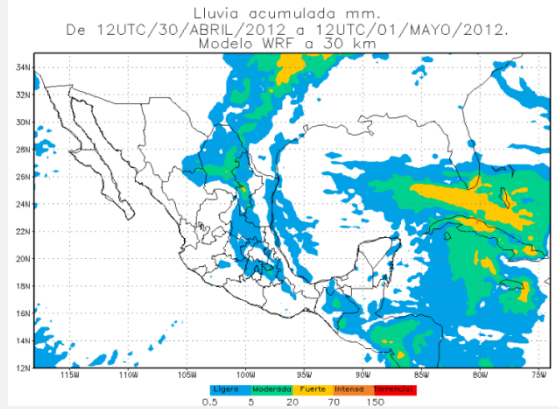 Lluvia acumulada mm.
De 12UTC/30/ABRIL/2012 a 12UTC/01/MAYO/2012.
Modelo WRF a 30 km
34N
32N
30N
28N
26N
24N
22N
20N
18N
16N
14N
12N
115W 110W 105W 100W 95W 90W 85W 80W 75W
Ligera Moderada Fuerte Intensa Torrencial
0.5 5 20 70 150